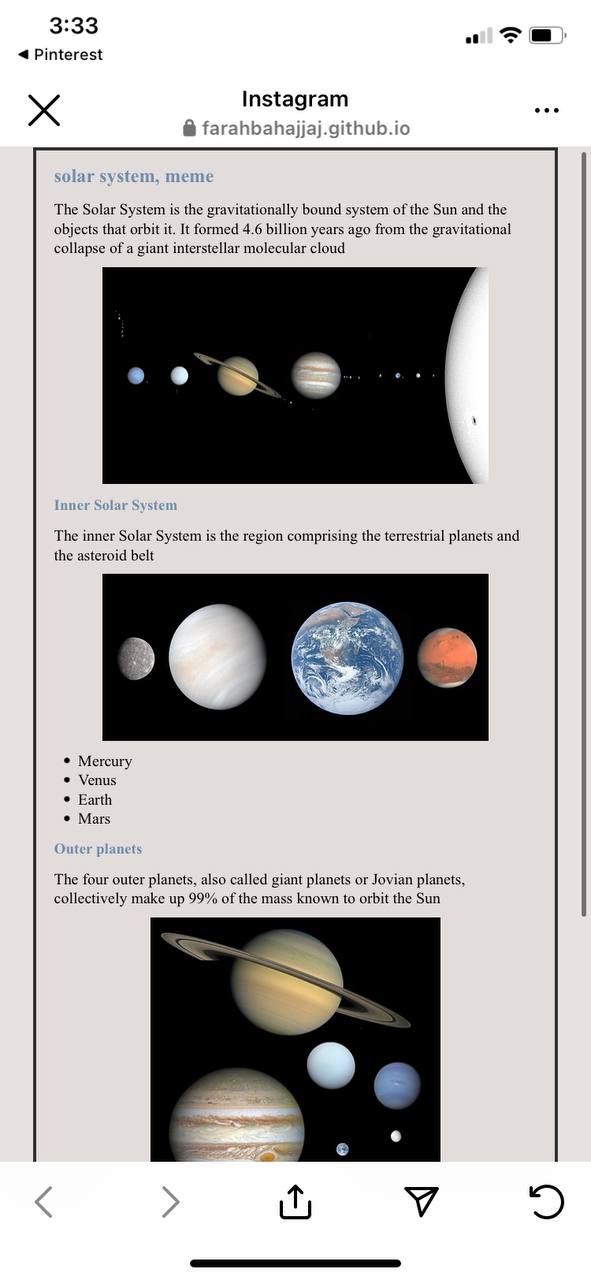 3:33
Pinterest
Instagram
farahbahajjaj.github.io
solar system, meme
The Solar System is the gravitationally bound system of the Sun and the
objects that orbit it. It formed 4.6 billion years ago from the gravitational
collapse of a giant interstellar molecular cloud
Inner Solar System
The inner Solar System is the region comprising the terrestrial planets and
the asteroid belt
Mercury
Venus
Earth
Mars
Outer planets
The four outer planets, also called giant planets or Jovian planets,
collectively make up 99% of the mass known to orbit the Sun